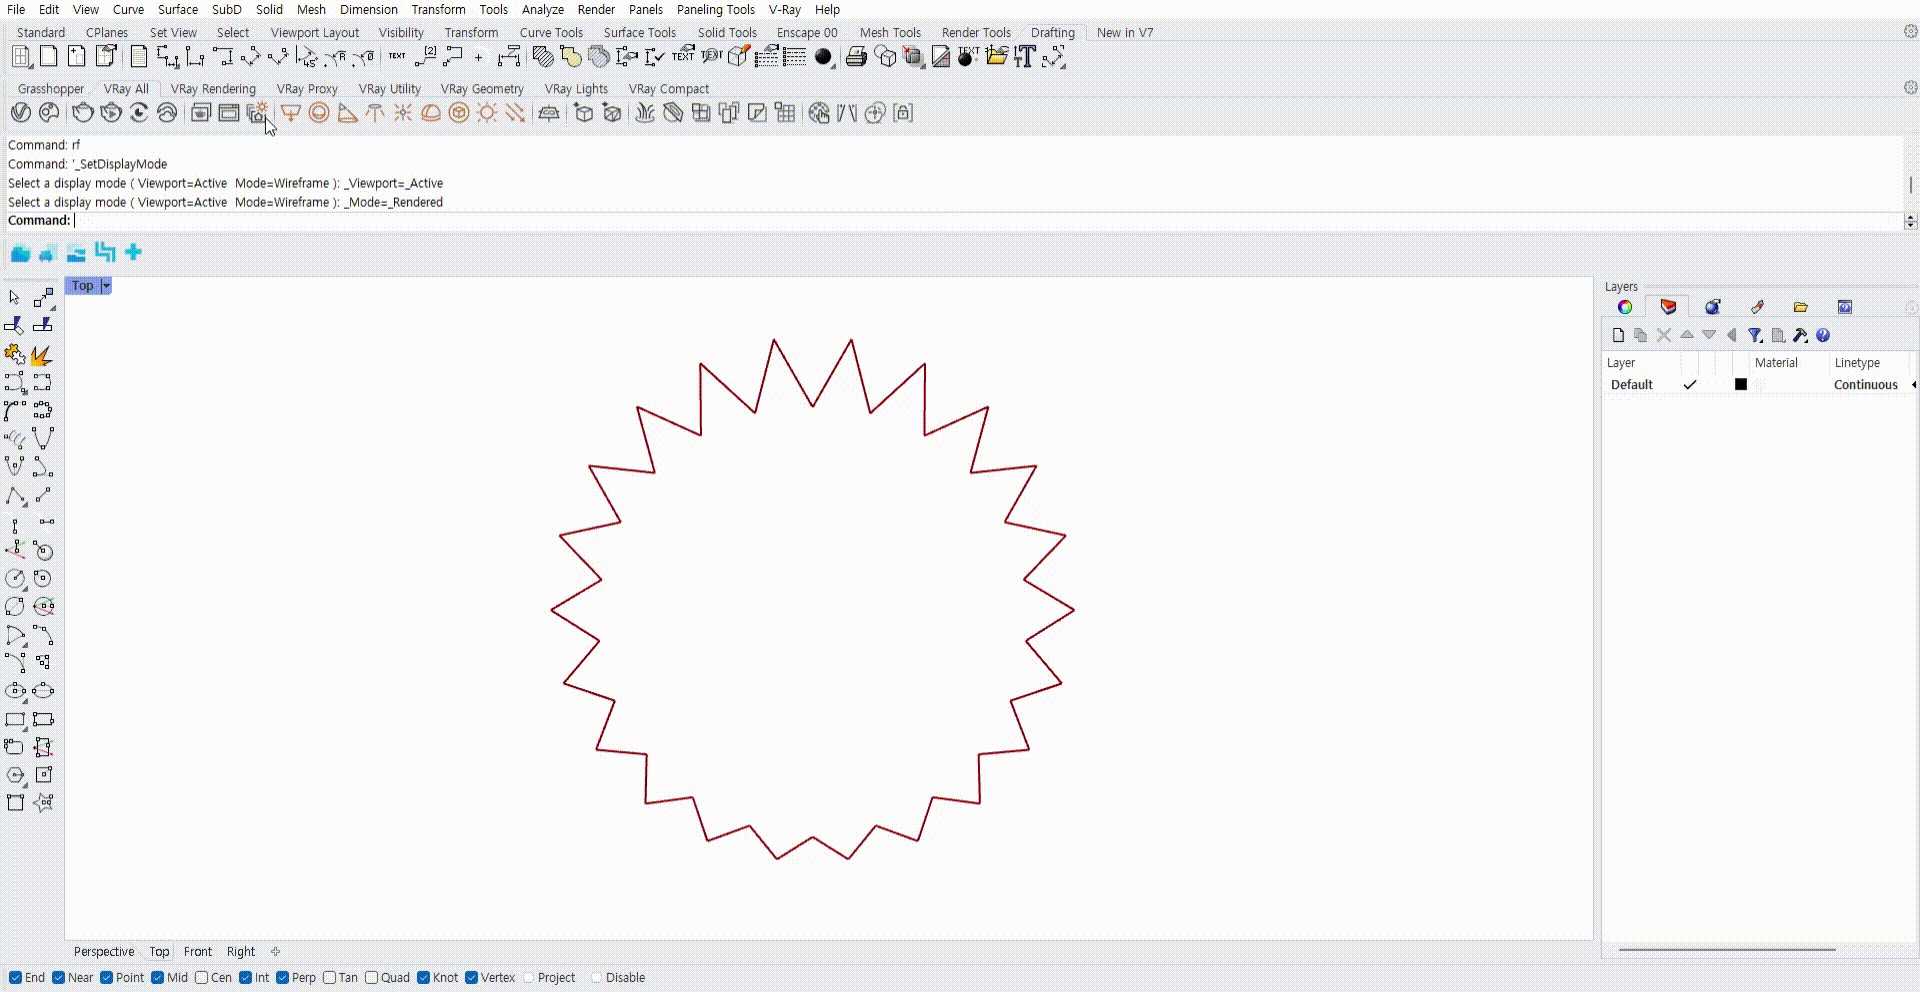 File Edit View Curve Surface SubD Solid Mesh Dimension Transform Tools Analyze Render Panels Paneling Tools V-Ray Help
Standard CPlanes Set View Select Viewport Layout Visibility Transform Curve Tools Surface Tools Solid Tools Enscape 00 Mesh Tools Render Tools Drafting New in V7
Grasshopper VRay All VRay Rendering VRay Proxy VRay Utility VRay Geometry VRay Lights VRay Compact
Command: rf
Command: '_SetDisplayMode
Select a display mode ( Viewport=Active Mode=Wireframe ): _Viewport=_Active
Select a display mode ( Viewport=Active Mode=Wireframe ): _Mode=_Rendered
Command:
Top
Layers
Layer Material Linetype
Default Continuous
Perspective Top Front Right
End Near Point Mid Cen Int Perp Tan Quad Knot Vertex Project Disable